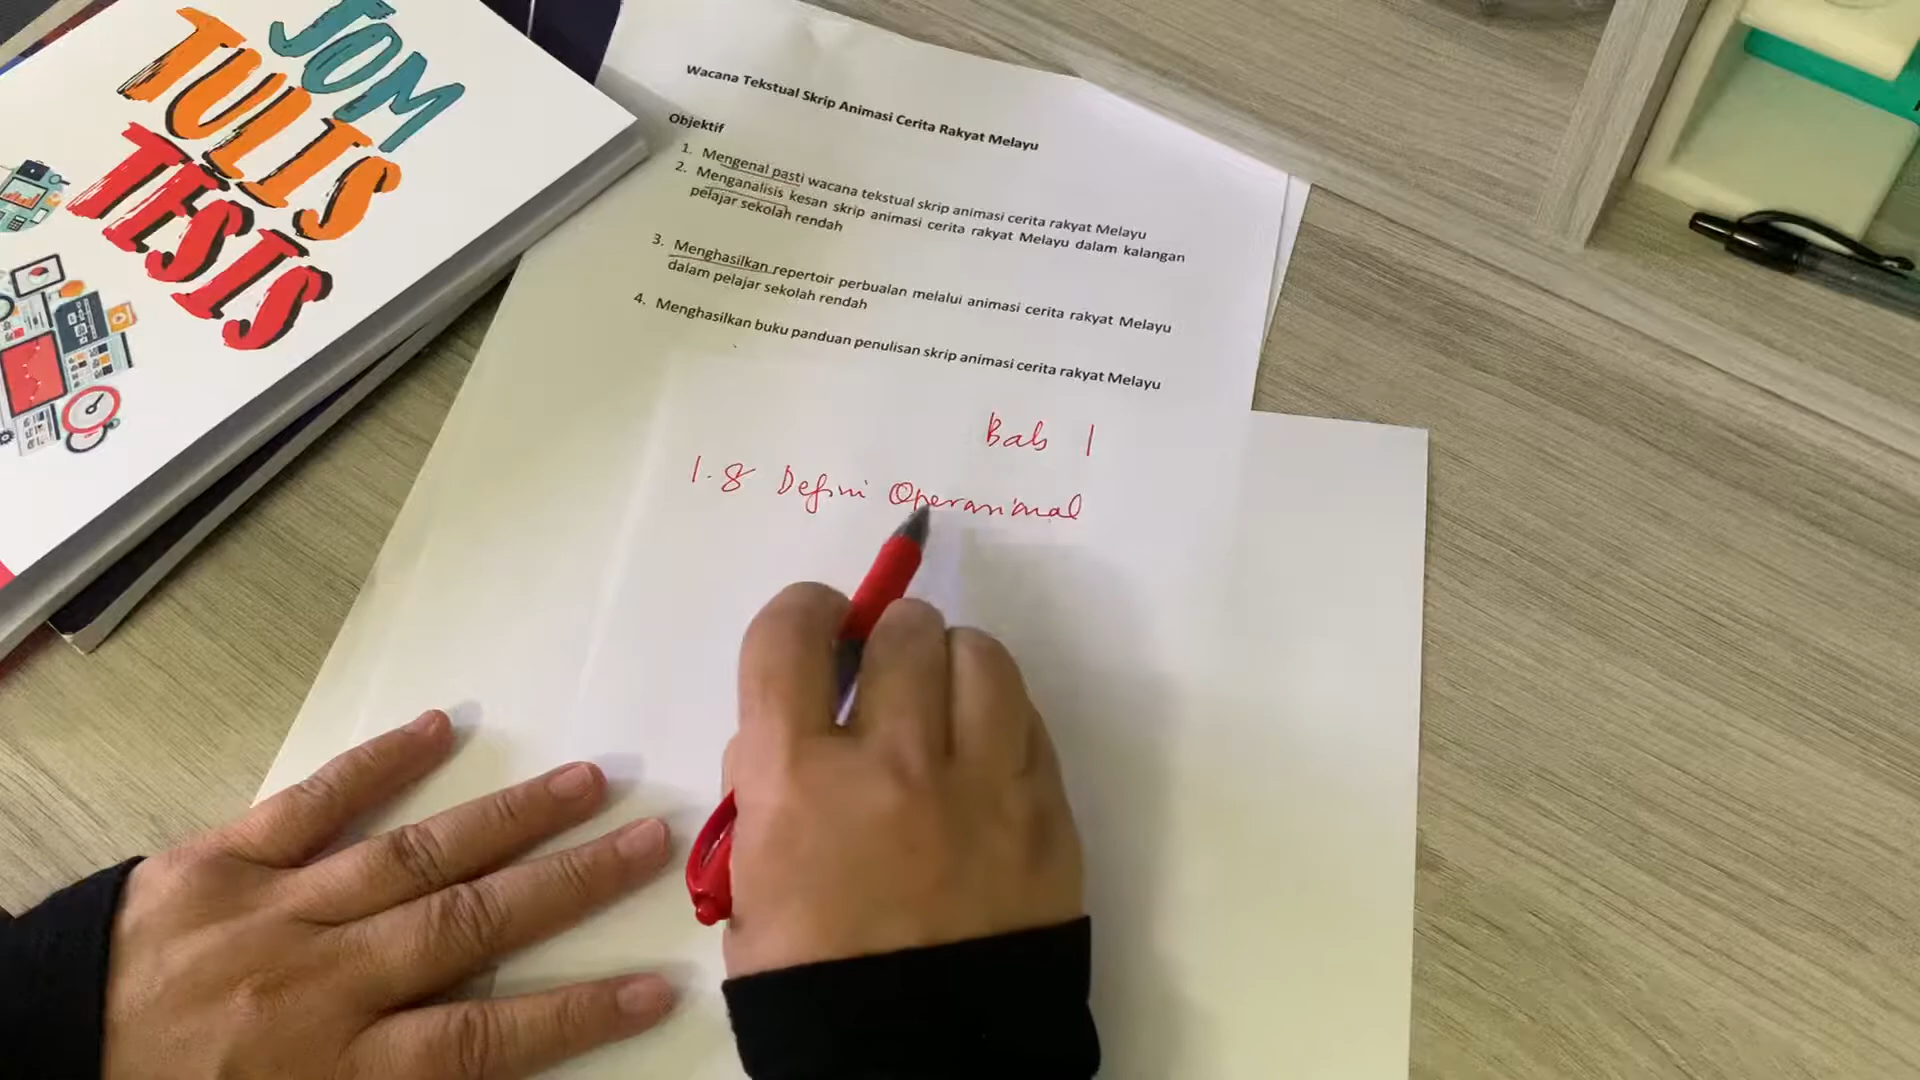 JOM
TULIS
TESIS
Wacana Tekstual Skrip Animasi Cerita Rakyat Melayu
Objektif
1. Mengenal pasti wacana tekstual skrip animasi cerita rakyat Melayu
2. Menganalisis kesan skrip animasi cerita rakyat Melayu dalam kalangan
pelajar sekolah rendah
3. Menghasilkan repertoir perbualan melalui animasi cerita rakyat Melayu
dalam pelajar sekolah rendah
4. Menghasilkan buku panduan penulisan skrip animasi cerita rakyat Melayu
Bab 1
1.8 Defini Operasinal